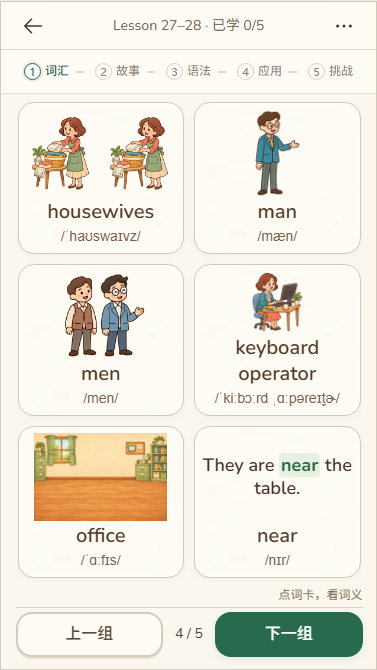 Lesson 27–28 · 已学 0/5
1 词汇 – 2 故事 – 3 语法 – 4 应用 – 5 挑战
housewives
/ˈhaʊswaɪvz/
man
/mæn/
men
/men/
keyboard
operator
/ˈkiːbɔːrd ˌɑːpəreɪt̬ɚ/
office
/ˈɑːfɪs/
They are near the
table.
near
/nɪr/
点词卡，看词义
上一组
4 / 5
下一组